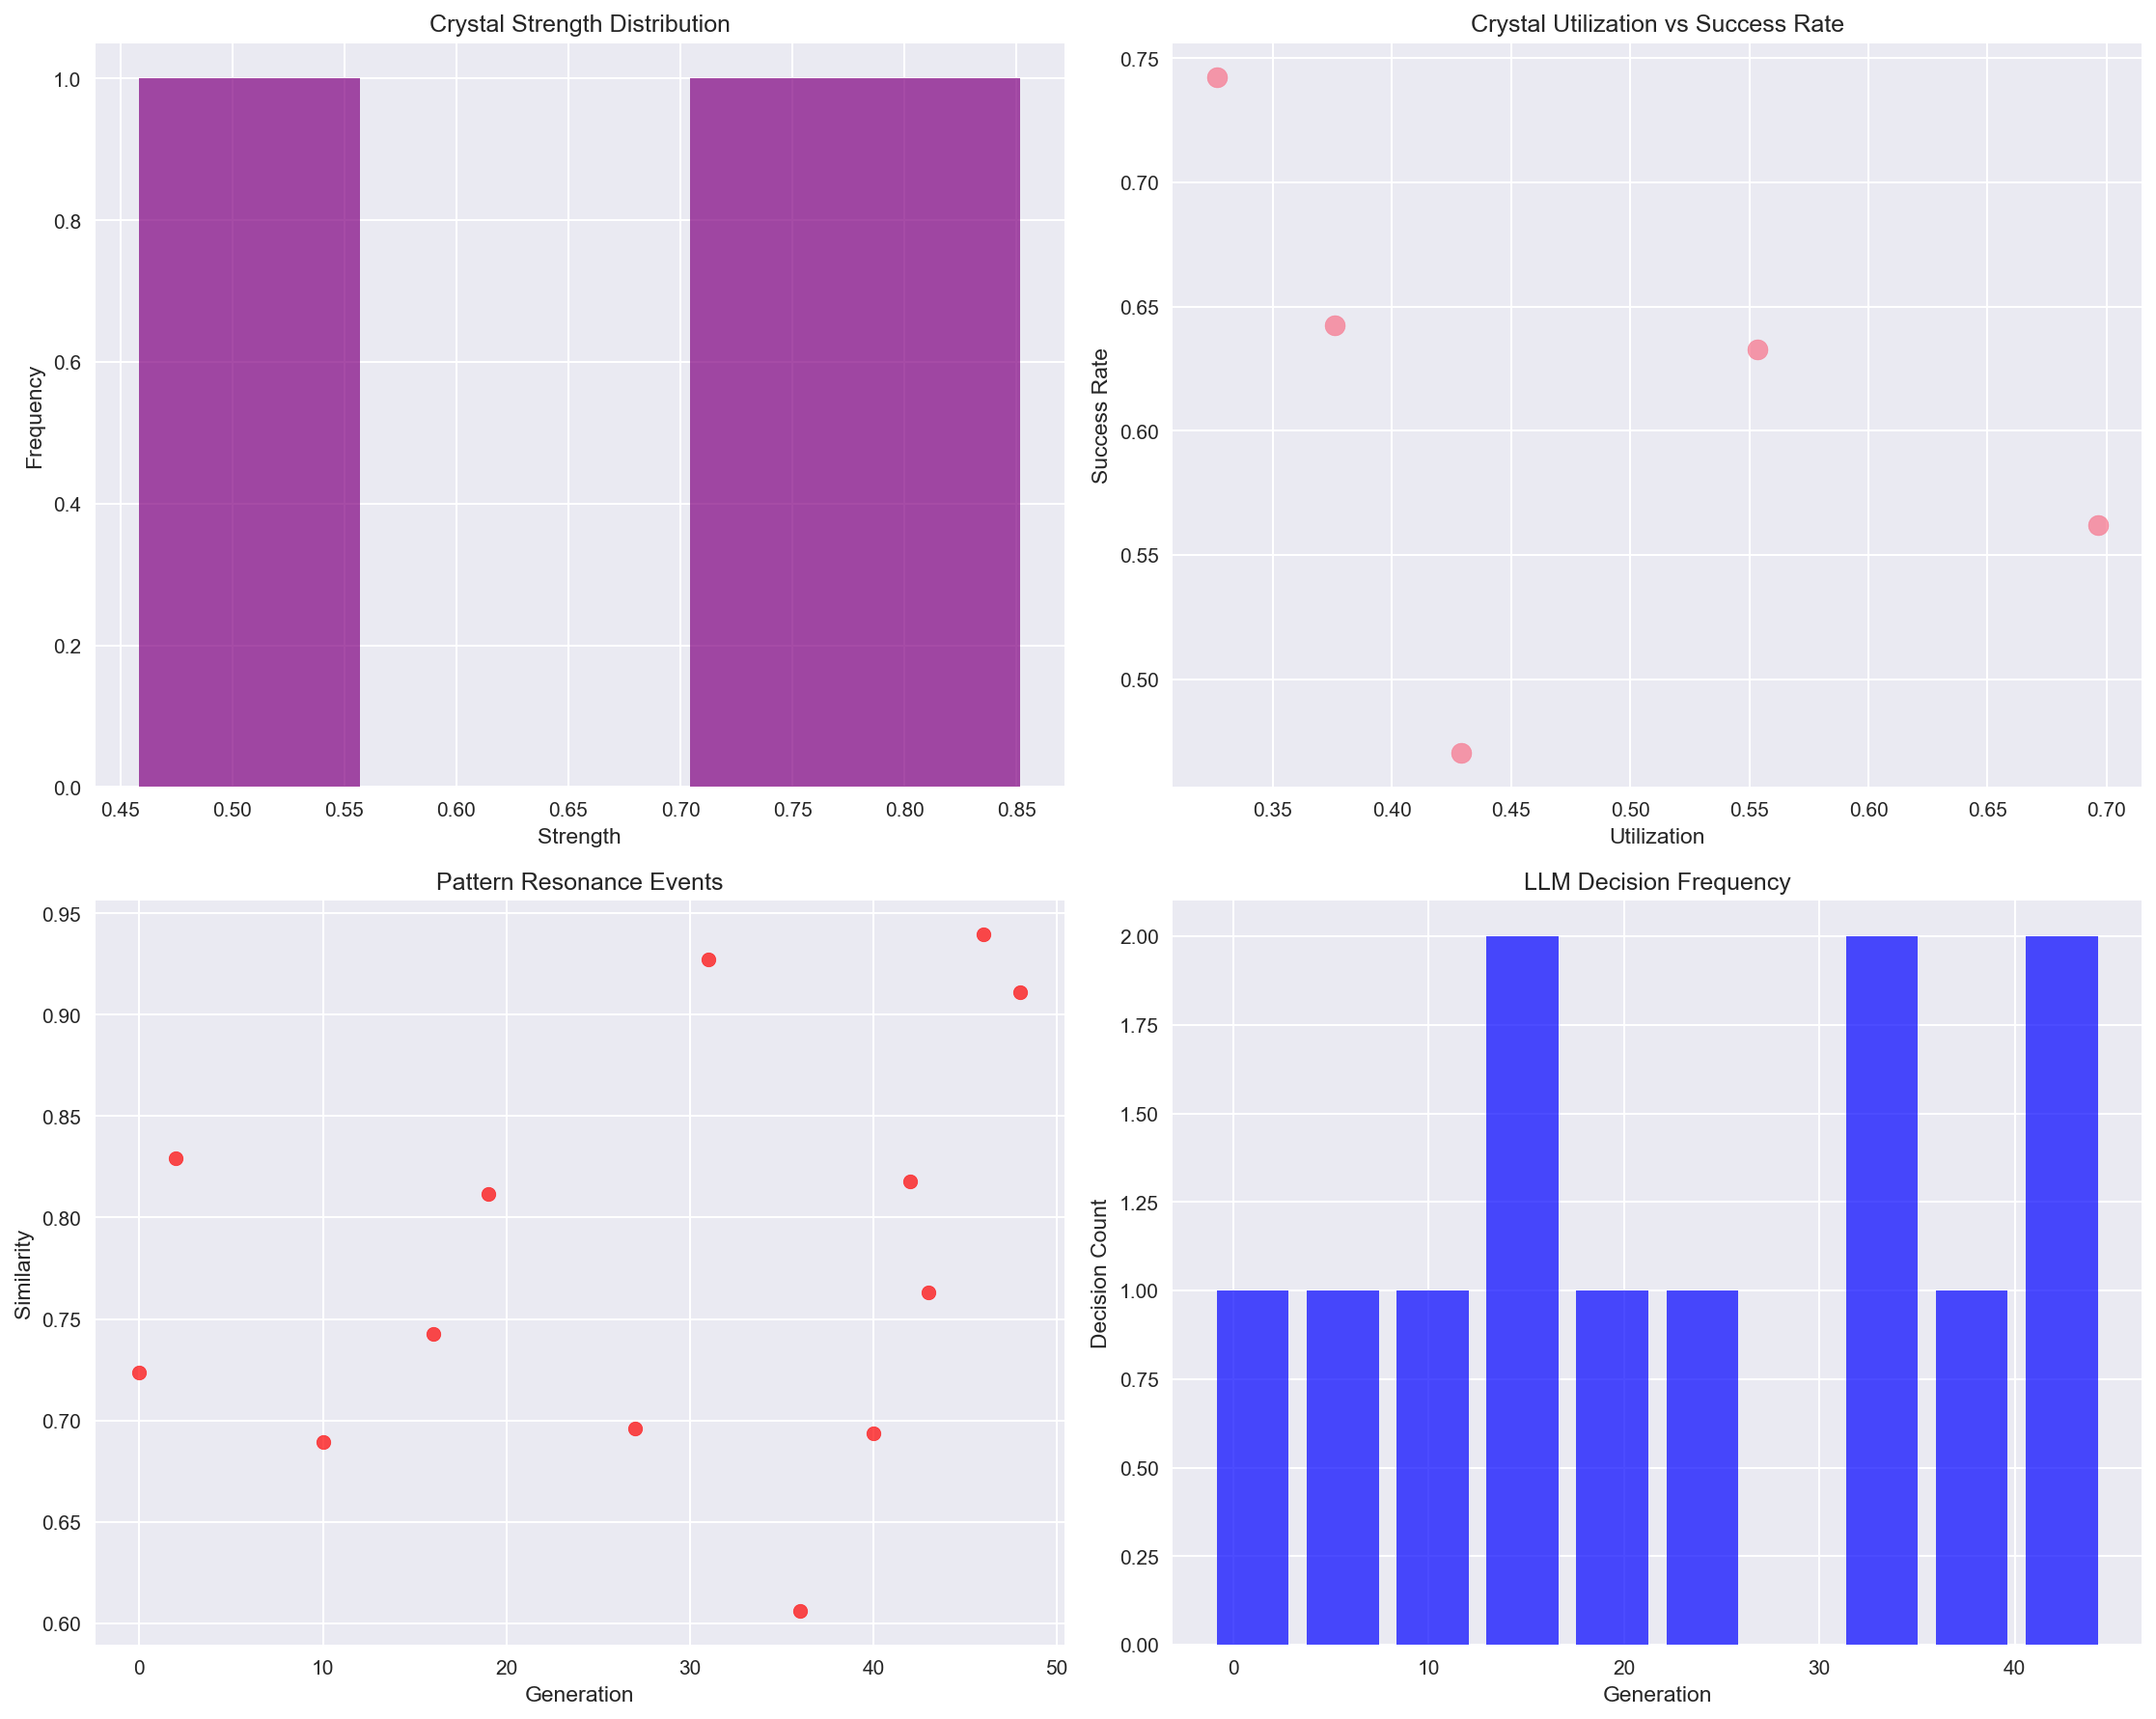 Crystal Strength Distribution
1.0
0.8
0.6
0.4
0.2
0.0
Frequency
0.45 0.50 0.55 0.60 0.65 0.70 0.75 0.80 0.85
Strength
Crystal Utilization vs Success Rate
0.75
0.70
0.65
0.60
0.55
0.50
Success Rate
0.35 0.40 0.45 0.50 0.55 0.60 0.65 0.70
Utilization
Pattern Resonance Events
0.95
0.90
0.85
0.80
0.75
0.70
0.65
0.60
Similarity
0 10 20 30 40 50
Generation
LLM Decision Frequency
2.00
1.75
1.50
1.25
1.00
0.75
0.50
0.25
0.00
Decision Count
0 10 20 30 40
Generation